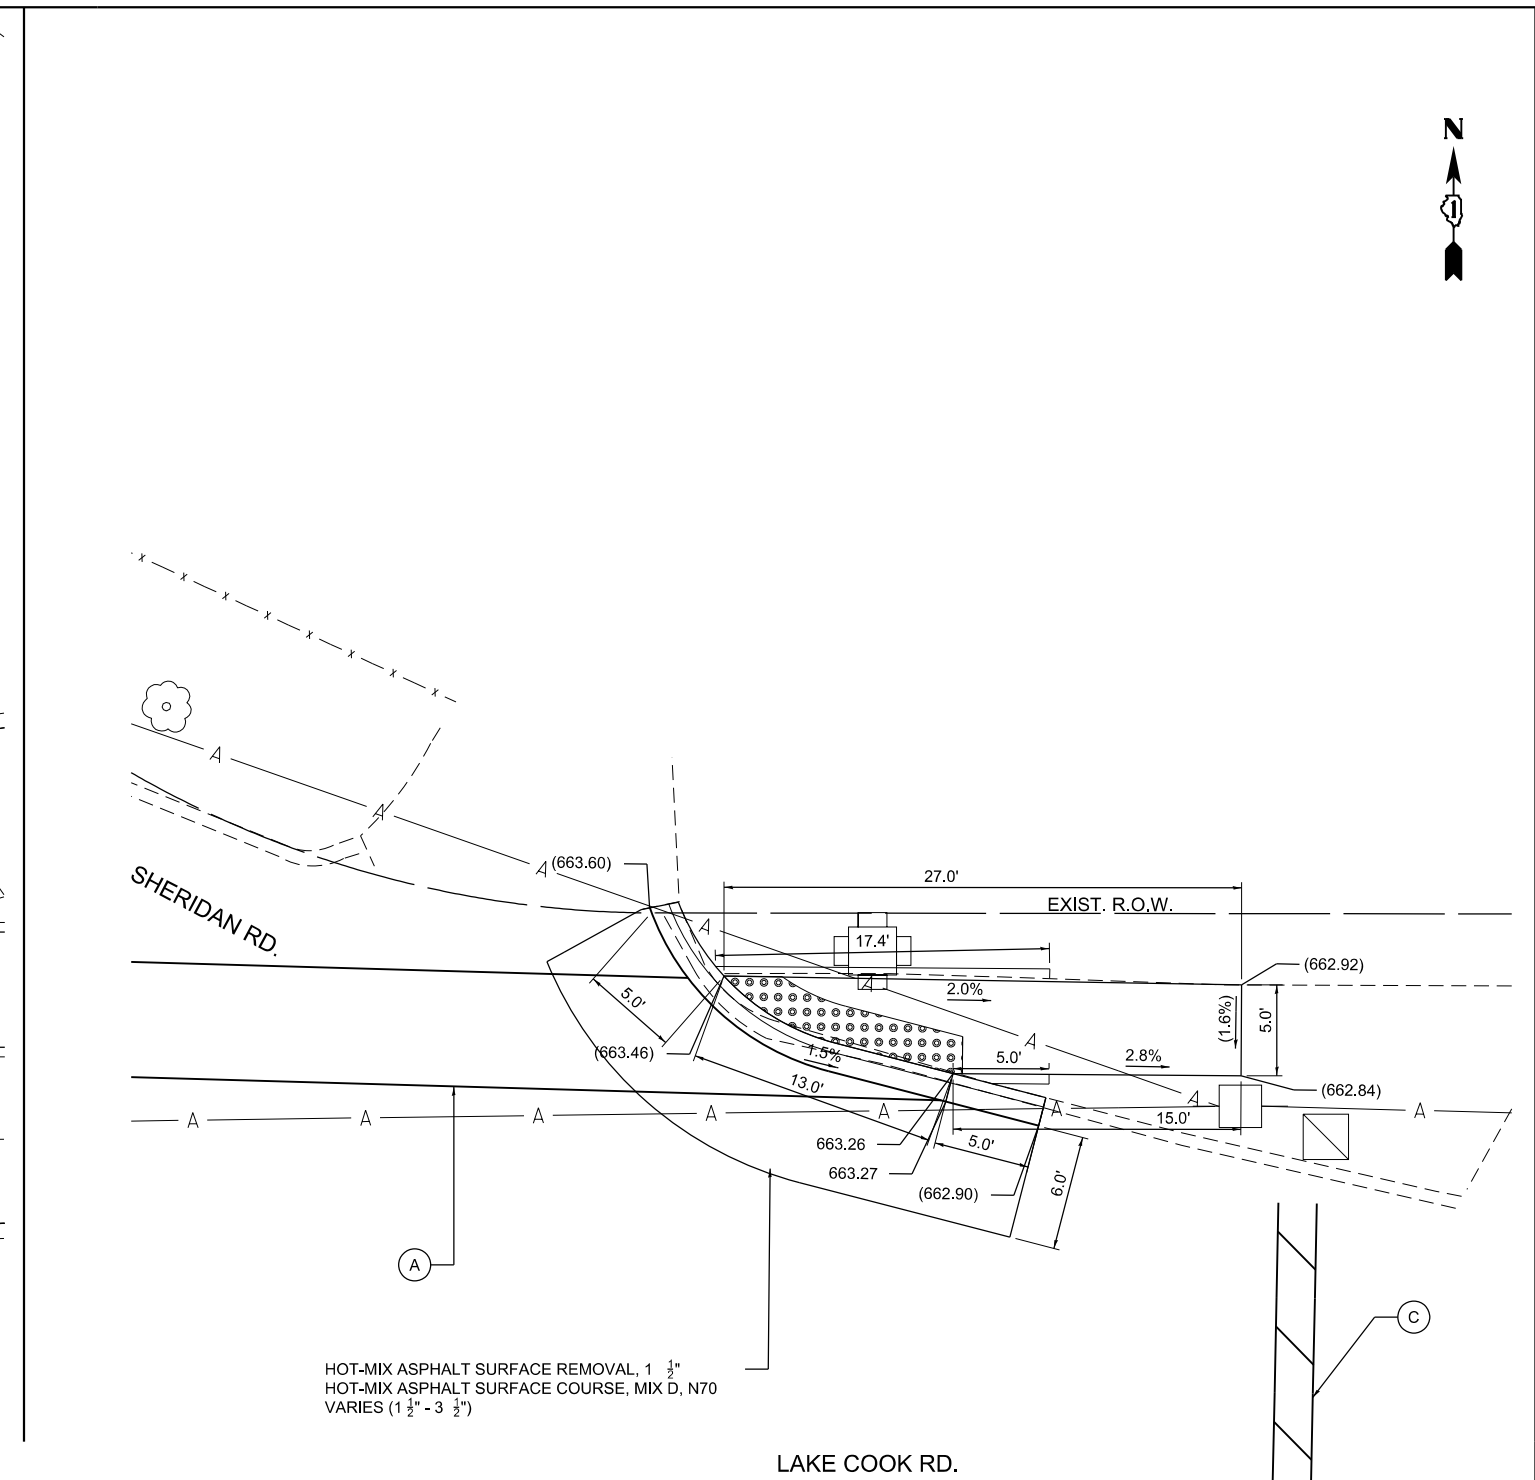 N
1
A
A
A
(663.60)
27.0'
SHERIDAN RD.
A
EXIST. R.O.W.
17.4'
(662.92)
A
2.0%
5.0'
(1.6%)
5.0'
A
(663.46)
1.5%
5.0'
2.8%
13.0'
(662.84)
A
A
A
A
A
A
A
A
15.0'
663.26
5.0'
663.27
(662.90)
6.0'
A
C
HOT-MIX ASPHALT SURFACE REMOVAL, 1 1/2"
HOT-MIX ASPHALT SURFACE COURSE, MIX D, N70
VARIES (1 1/2" - 3 1/2")
LAKE COOK RD.